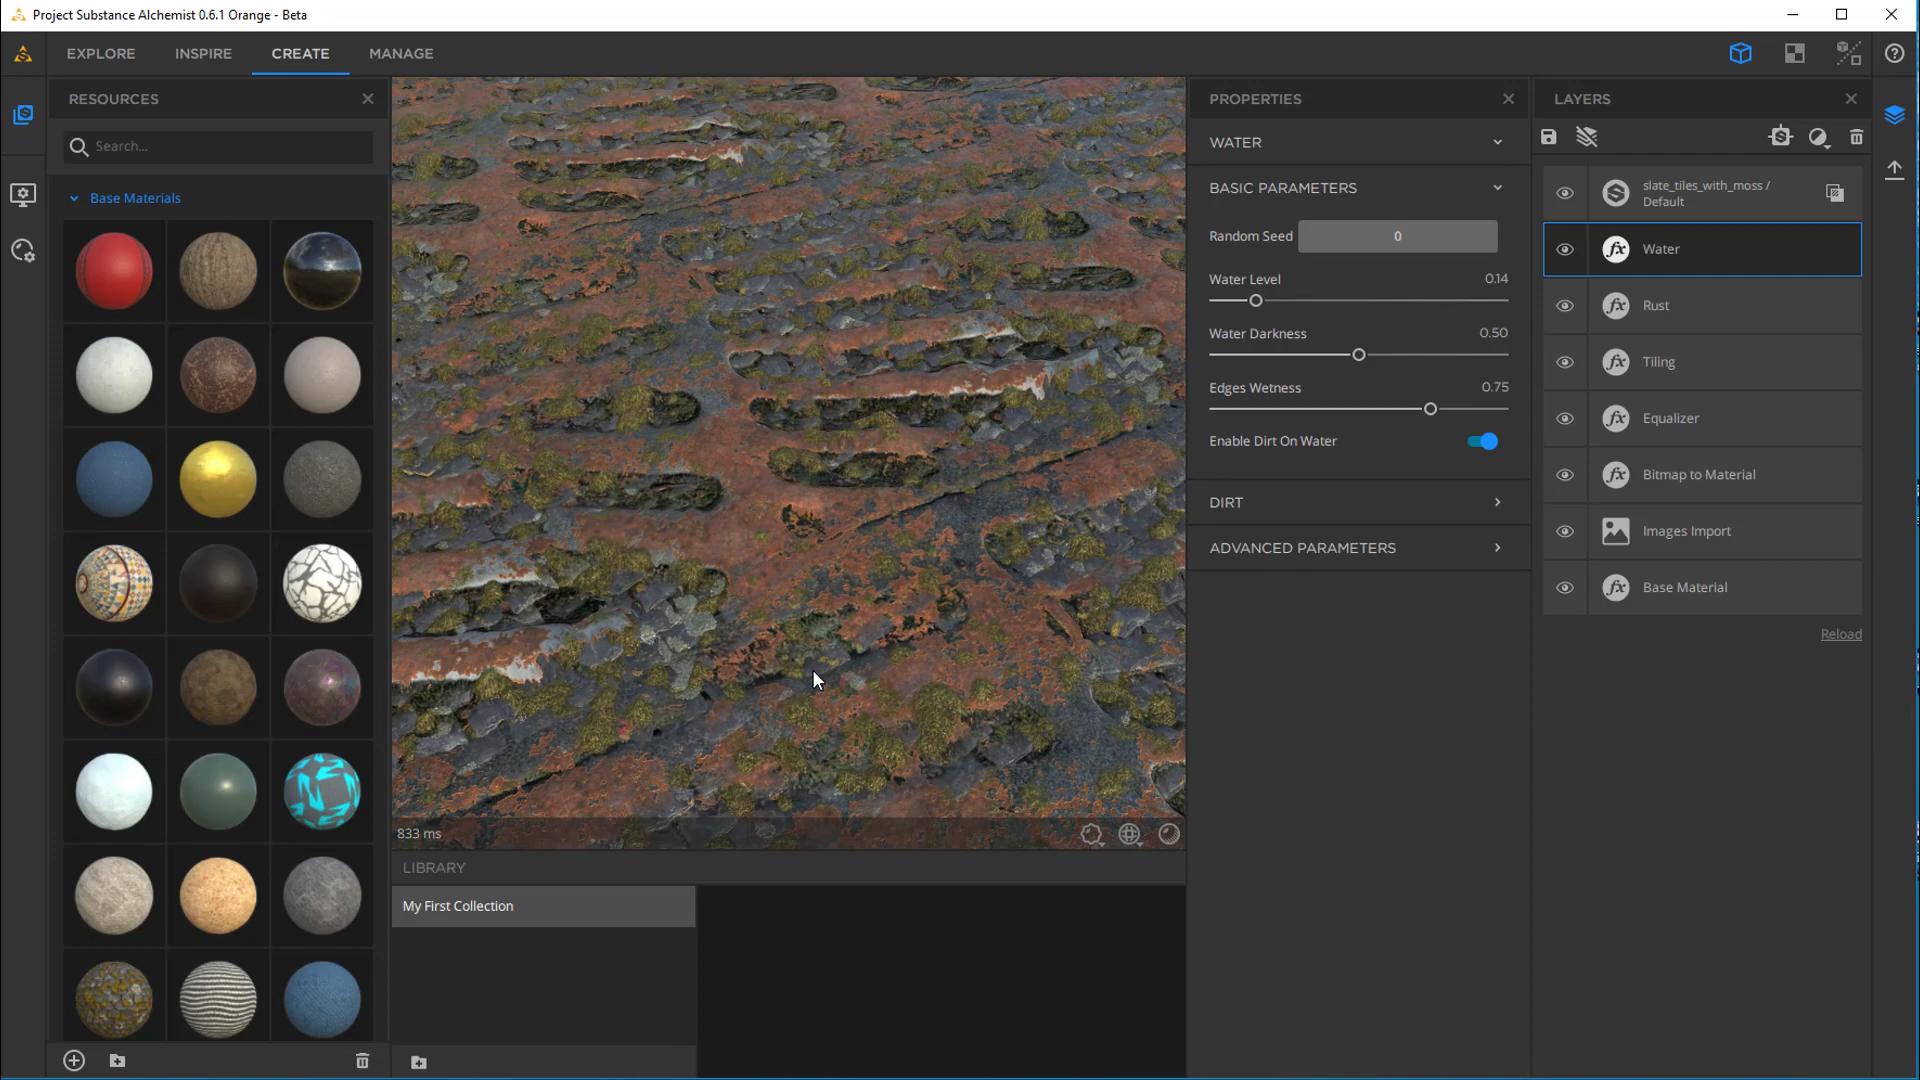 Project Substance Alchemist 0.6.1 Orange - Beta
EXPLORE
INSPIRE
CREATE
MANAGE
RESOURCES
Search...
Base Materials
833 ms
LIBRARY
My First Collection
PROPERTIES
WATER
BASIC PARAMETERS
Random Seed
0
Water Level
0.14
Water Darkness
0.50
Edges Wetness
0.75
Enable Dirt On Water
DIRT
ADVANCED PARAMETERS
LAYERS
slate_tiles_with_moss /
Default
Water
Rust
Tiling
Equalizer
Bitmap to Material
Images Import
Base Material
Reload